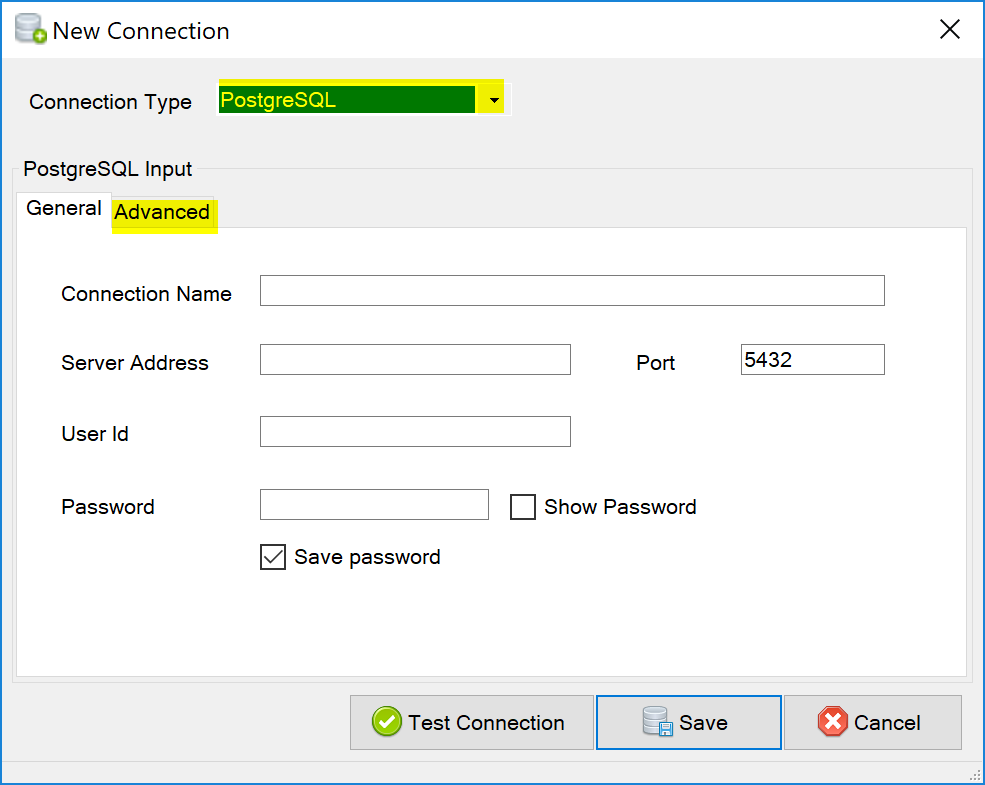 New Connection
Connection Type PostgreSQL
PostgreSQL Input
General Advanced
Connection Name
Server Address Port 5432
User Id
Password Show Password
Save password
Test Connection Save Cancel